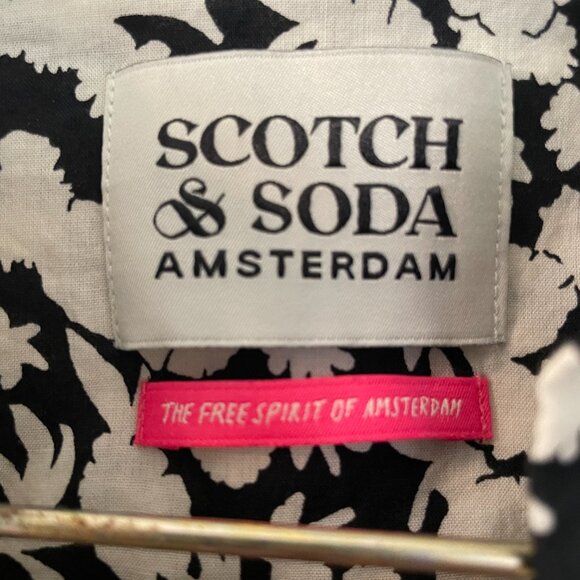 SCOTCH
& SODA
AMSTERDAM
THE FREE SPIRIT OF AMSTERDAM